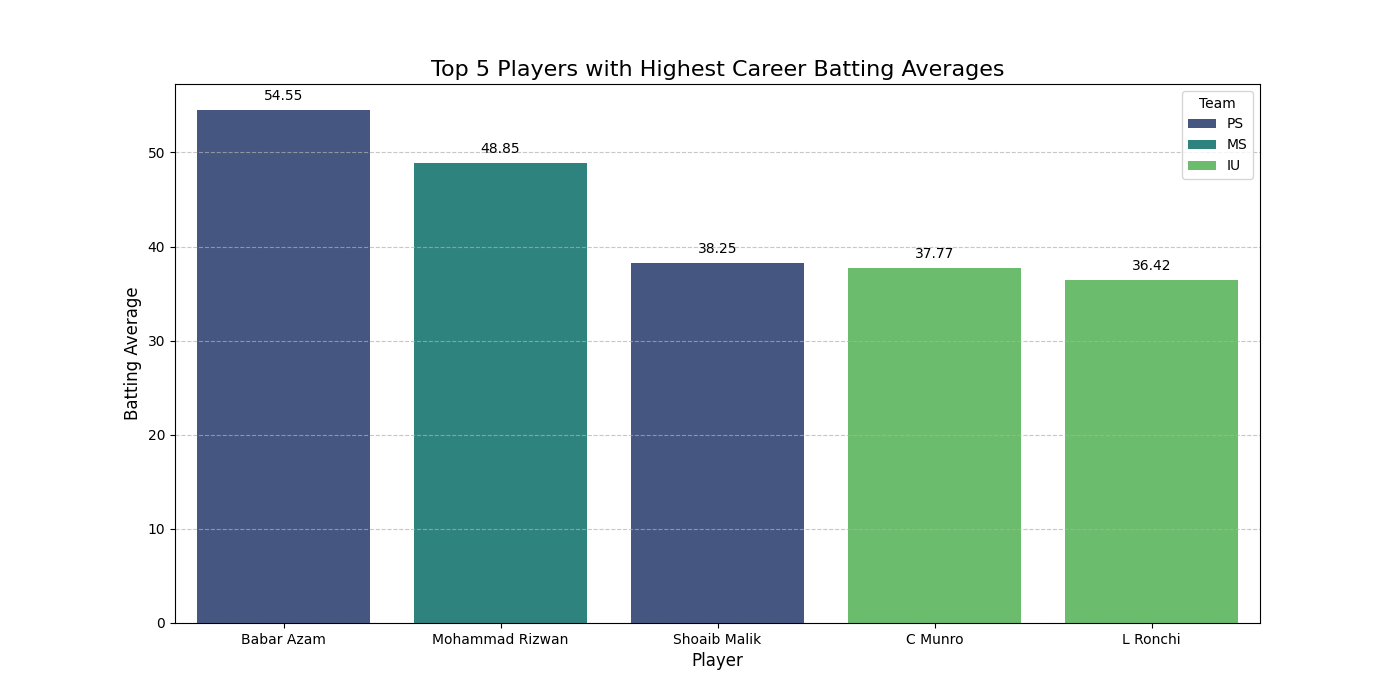 Top 5 Players with Highest Career Batting Averages
54.55
48.85
38.25
37.77
36.42
Team
PS
MS
IU
Batting Average
50
40
30
20
10
0
Babar Azam
Mohammad Rizwan
Shoaib Malik
C Munro
L Ronchi
Player